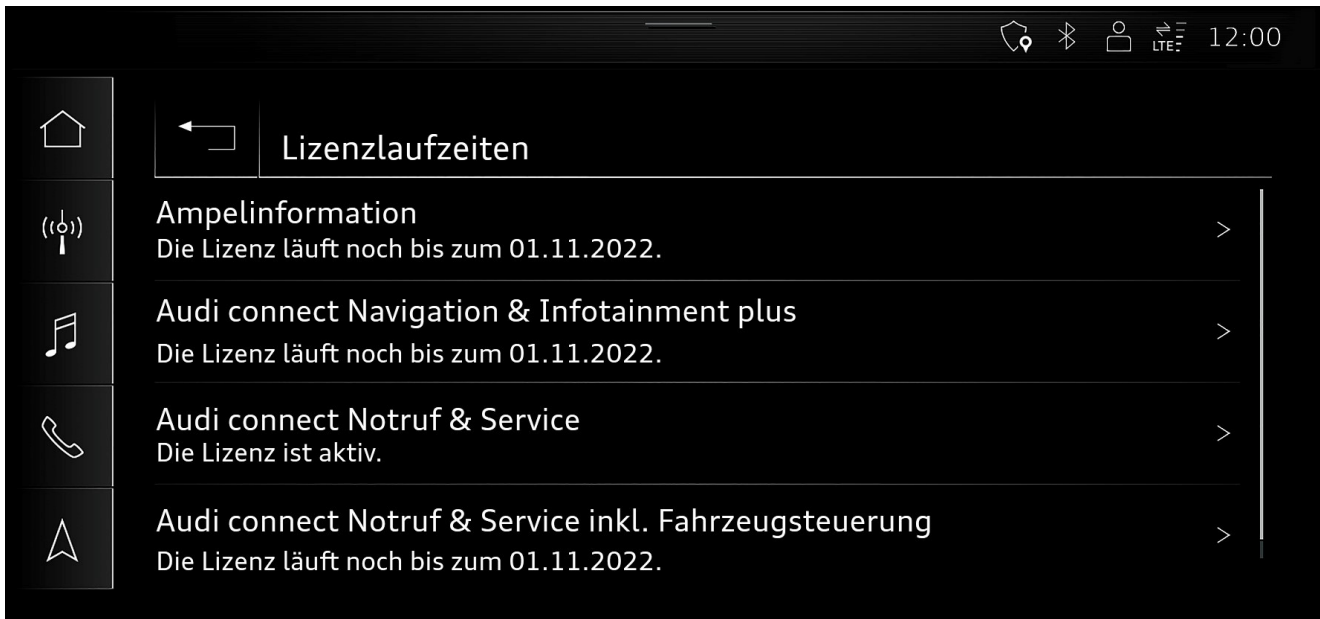 LTE 12:00
Lizenzlaufzeiten
Ampelinformation
Die Lizenz läuft noch bis zum 01.11.2022.
Audi connect Navigation & Infotainment plus
Die Lizenz läuft noch bis zum 01.11.2022.
Audi connect Notruf & Service
Die Lizenz ist aktiv.
Audi connect Notruf & Service inkl. Fahrzeugsteuerung
Die Lizenz läuft noch bis zum 01.11.2022.